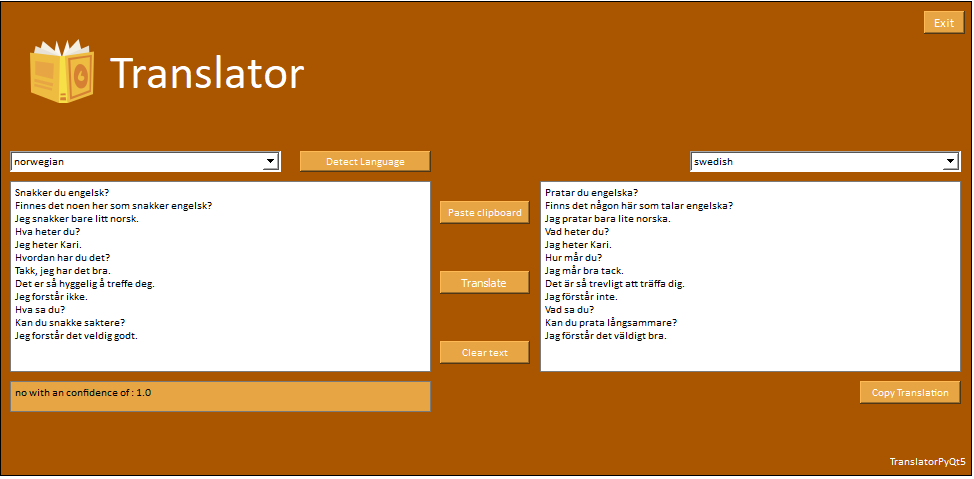 Exit
Translator
norwegian
Detect Language
swedish
Snakker du engelsk?
Finnes det noen her som snakker engelsk?
Jeg snakker bare litt norsk.
Hva heter du?
Jeg heter Kari.
Hvordan har du det?
Takk, jeg har det bra.
Det er så hyggelig å treffe deg.
Jeg forstår ikke.
Hva sa du?
Kan du snakke saktere?
Jeg forstår det veldig godt.
Paste clipboard
Translate
Clear text
Pratar du engelska?
Finns det någon här som talar engelska?
Jag pratar bara lite norska.
Vad heter du?
Jag heter Kari.
Hur mår du?
Jag mår bra tack.
Det är så trevligt att träffa dig.
Jag förstår inte.
Vad sa du?
Kan du prata långsammare?
Jag förstår det väldigt bra.
no with an confidence of : 1.0
Copy Translation
TranslatorPyQt5